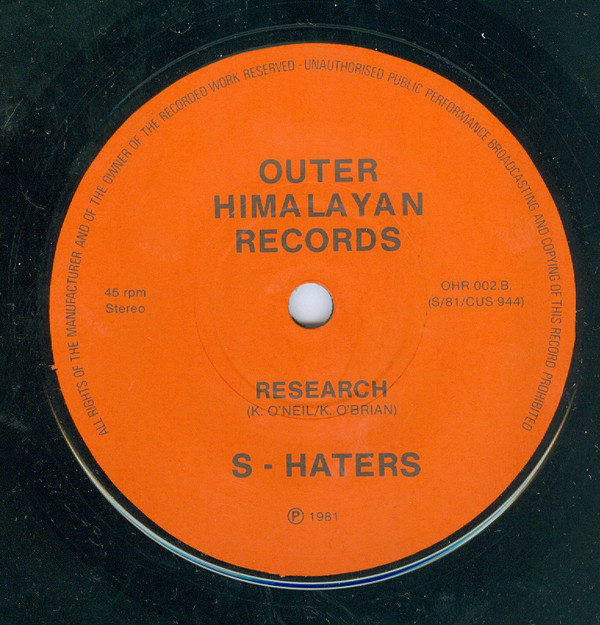 ALL RIGHTS OF THE MANUFACTURER AND OF THE OWNER OF THE RECORDED WORK RESERVED - UNAUTHORISED PUBLIC PERFORMANCE BROADCASTING AND COPYING OF THIS RECORD PROHIBITED
OUTER
HIMALAYAN
RECORDS
45 rpm
Stereo
OHR 002.B.
(S/81/CUS 944)
RESEARCH
(K. O'NEIL/K. O'BRIAN)
S - HATERS
℗ 1981